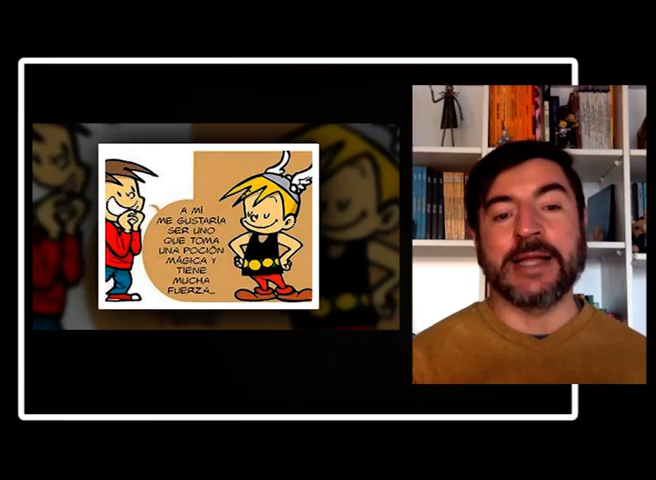 A MÍ
ME GUSTARÍA
SER UNO
QUE TOMA
UNA POCIÓN
MÁGICA Y
TIENE
MUCHA
FUERZA...